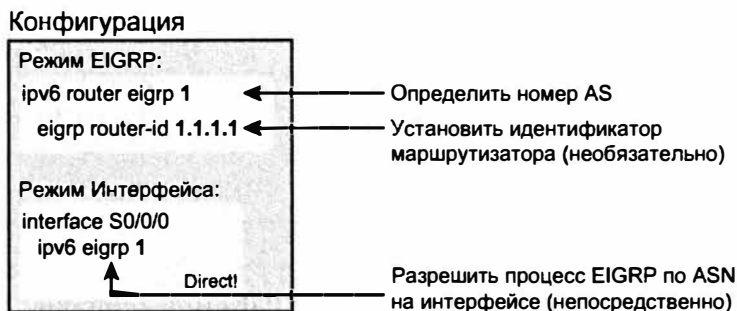 Конфигурация
Режим EIGRP:
ipv6 router eigrp 1
Определить номер AS
eigrp router-id 1.1.1.1
Установить идентификатор
маршрутизатора (необязательно)
Режим Интерфейса:
interface S0/0/0
ipv6 eigrp 1
Direct!
Разрешить процесс EIGRP по ASN
на интерфейсе (непосредственно)